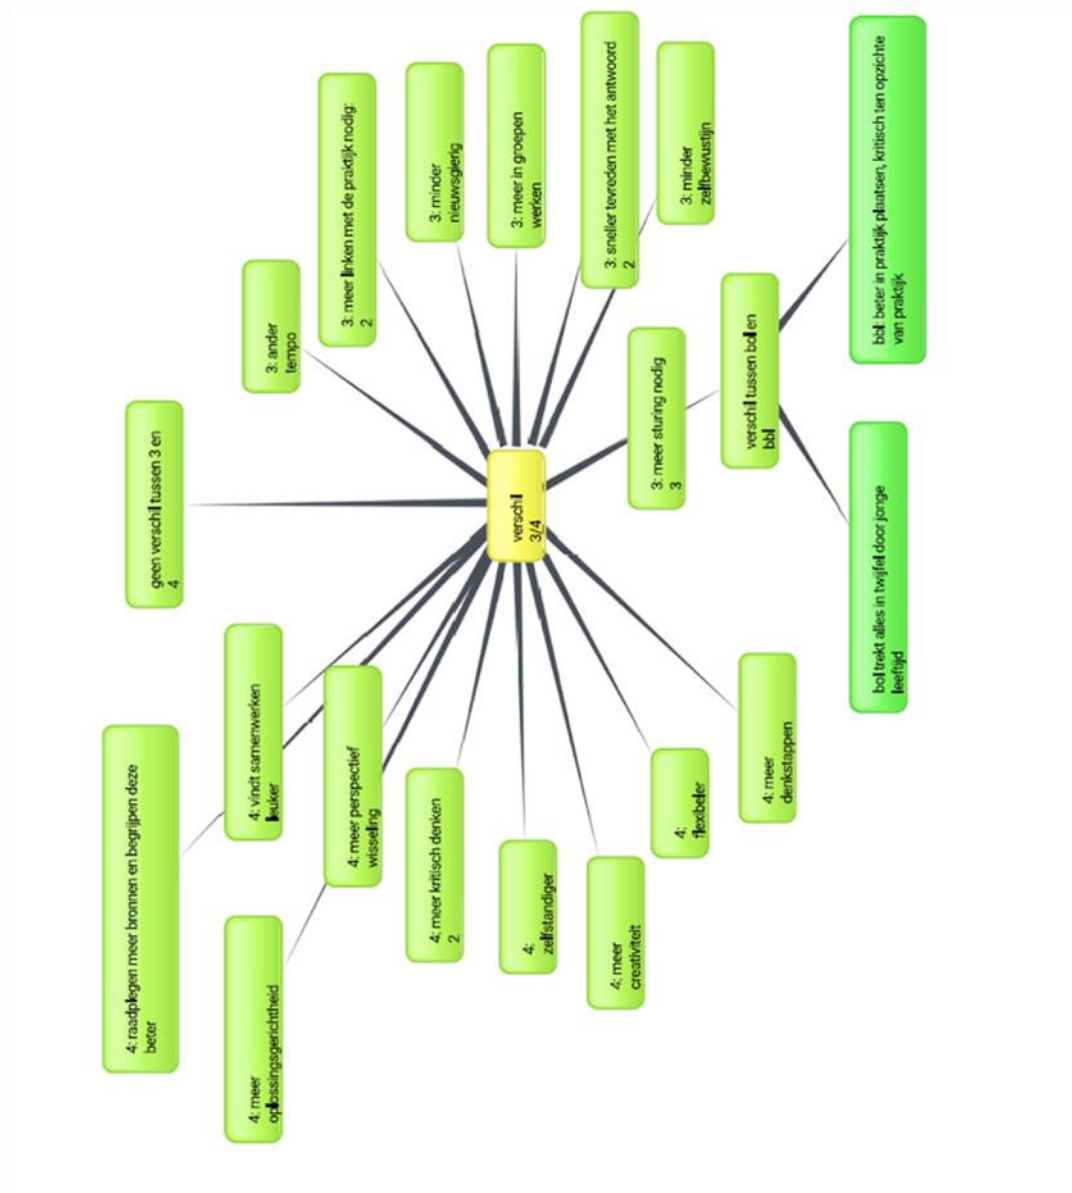 4: raadplegen meer bronnen en begrijpen deze
beter
geen verschil tussen 3 en
4
4: meer
oplossingsgerichtheid
4: vindt samenwerken
leuker
3: ander
tempo
4: meer perspectief
wisseling
3: meer linken met de praktijk nodig:
2
4: meer kritisch denken
2
3: minder
nieuwsgierig
4:
zelfstandiger
verschil
3/4
3: meer in groepen
werken
4: meer
creativiteit
3: sneller tevreden met het antwoord
2
4:
flexibeler
3: meer sturing nodig
3
3: minder
zelfbewustijn
4: meer
denkstappen
verschil tussen bol en
bbl
bol trekt alles in twijfel door jonge
leeftijd
bbl: beter in praktijk plaatsen, kritisch ten opzichte
van praktijk